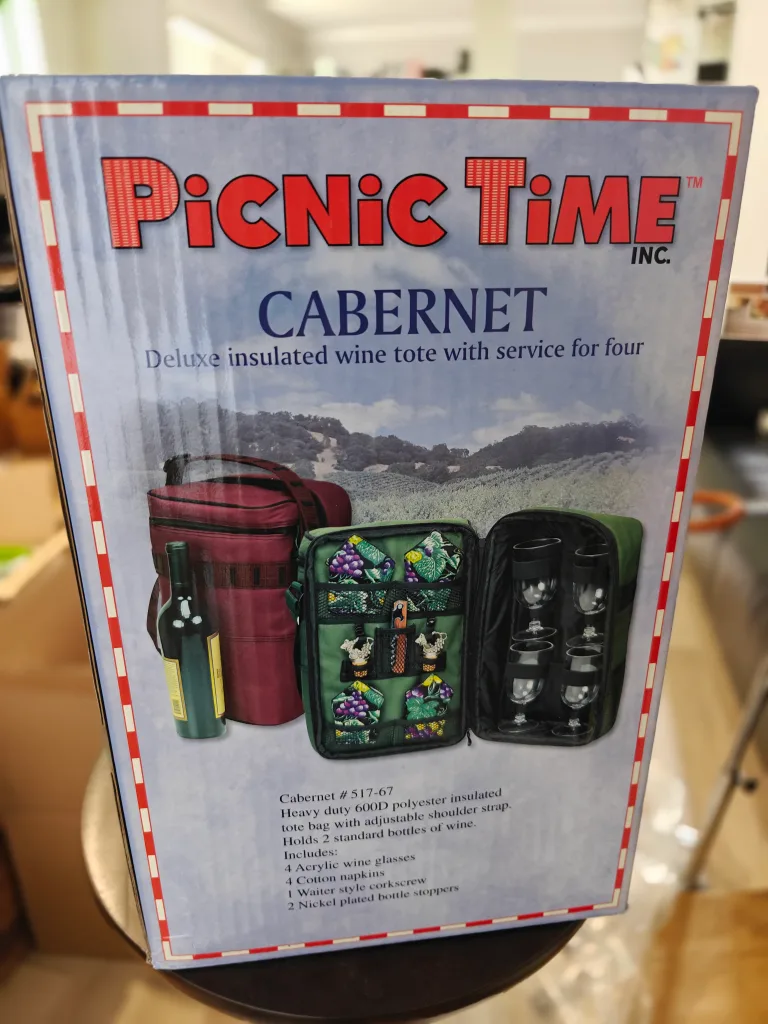 PiCNiC TiME™
INC.
CABERNET
Deluxe insulated wine tote with service for four
Cabernet # 517-67
Heavy duty 600D polyester insulated
tote bag with adjustable shoulder strap.
Holds 2 standard bottles of wine.
Includes:
4 Acrylic wine glasses
4 Cotton napkins
1 Waiter style corkscrew
2 Nickel plated bottle stoppers